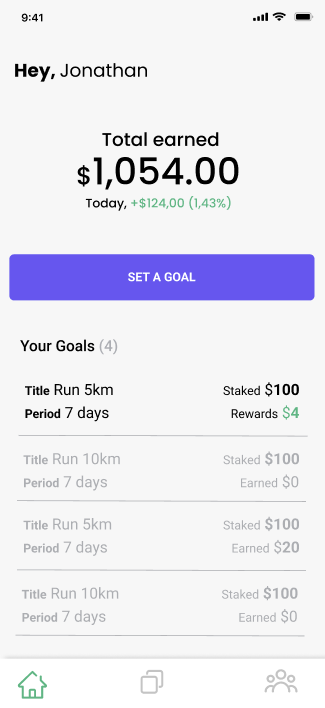 9:41
Hey, Jonathan
Total earned
$1,054.00
Today, +$124,00 (1,43%)
SET A GOAL
Your Goals (4)
Title Run 5km Staked $100
Period 7 days Rewards $4
Title Run 10km Staked $100
Period 7 days Earned $0
Title Run 5km Staked $100
Period 7 days Earned $20
Title Run 10km Staked $100
Period 7 days Earned $0